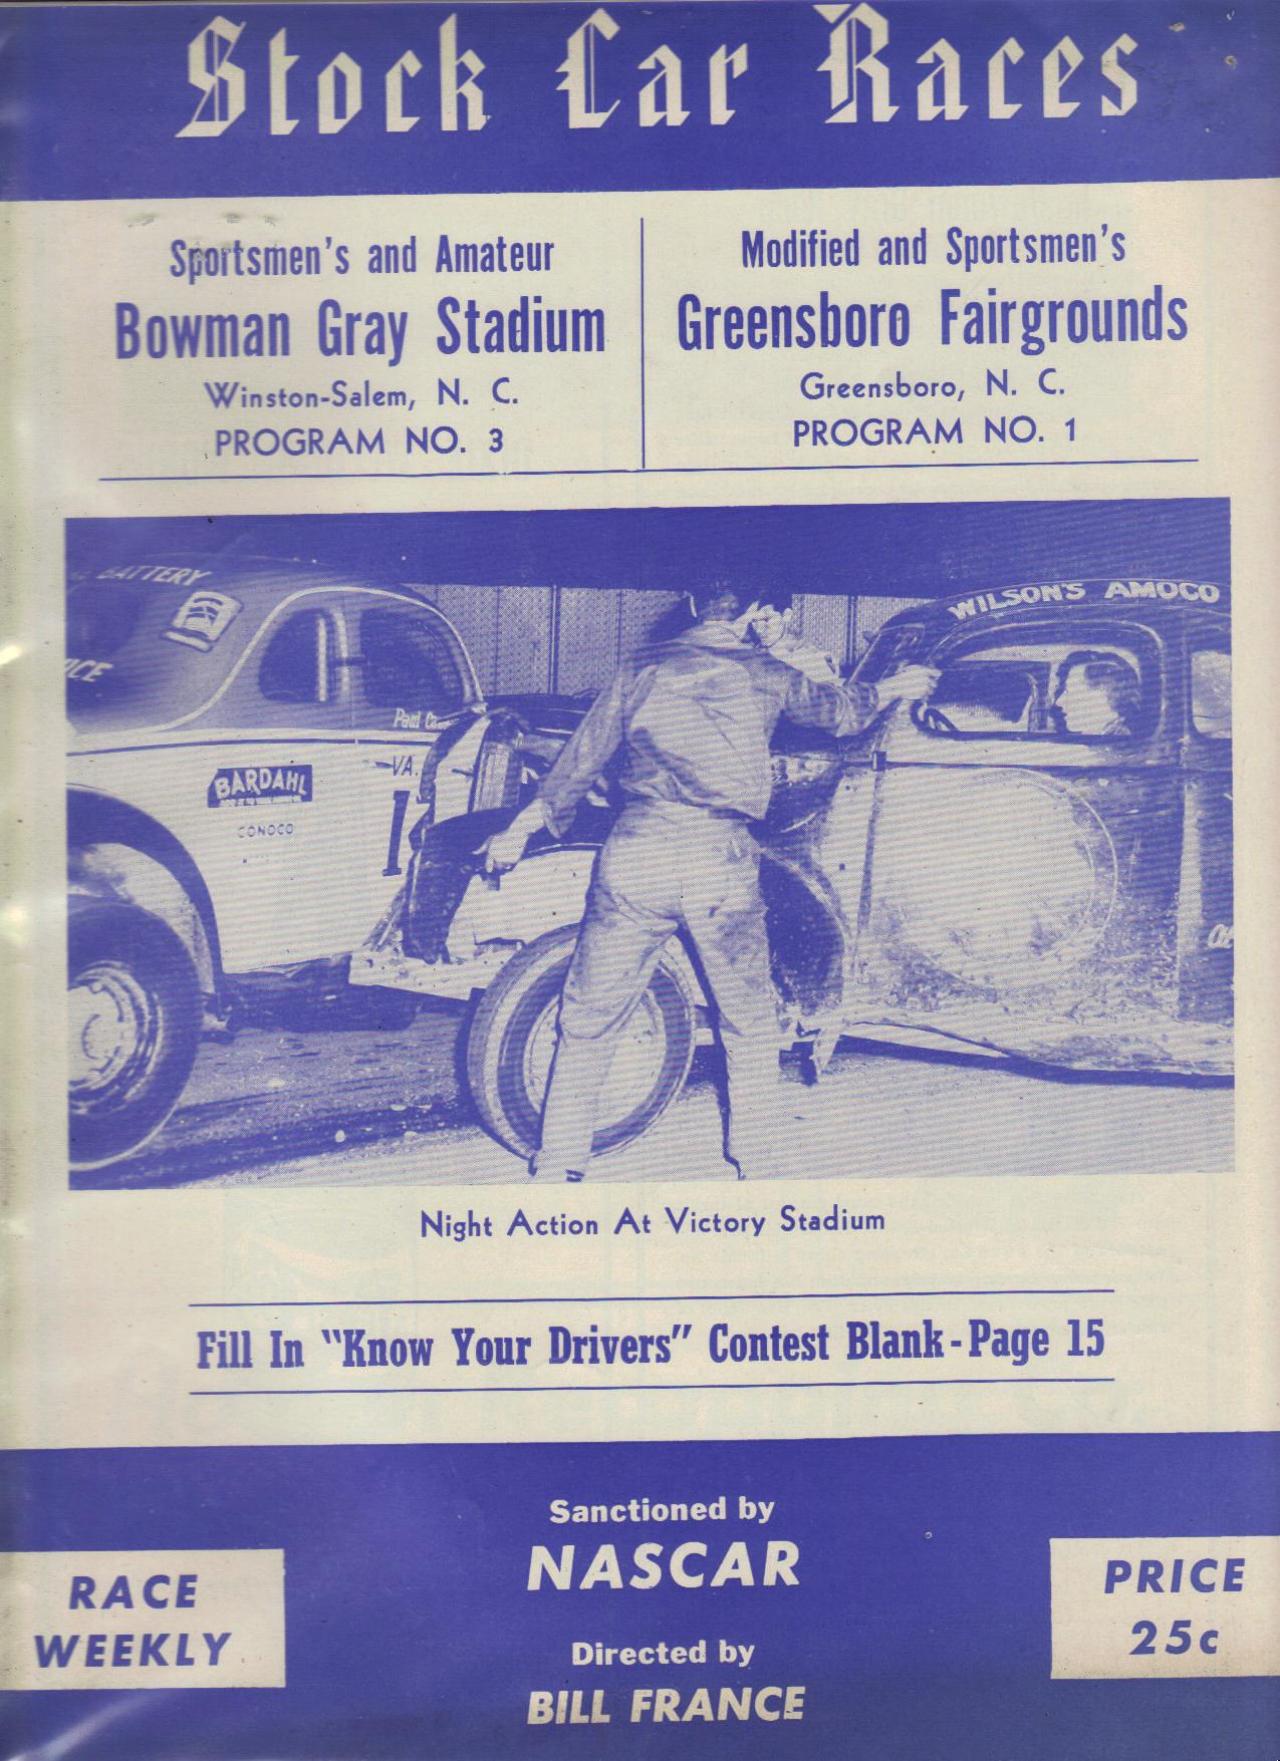 Stock Car Races
Sportsmen's and Amateur
Bowman Gray Stadium
Winston-Salem, N. C.
PROGRAM NO. 3
Modified and Sportsmen's
Greensboro Fairgrounds
Greensboro, N. C.
PROGRAM NO. 1
BATTERY
WILSON'S AMOCO
Paul
VA.
BARDAHL
CONOCO
1
Night Action At Victory Stadium
Fill In "Know Your Drivers" Contest Blank - Page 15
Sanctioned by
NASCAR
Directed by
BILL FRANCE
RACE
WEEKLY
PRICE
25c